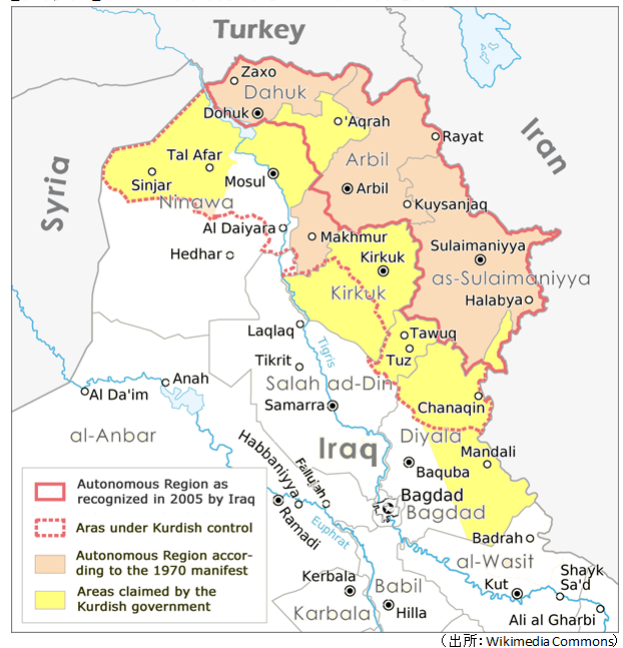 Turkey
Zaxo
Dahuk
Dohuk
'Aqrah
Rayat
Iran
Arbil
Tal Afar
Mosul
Sinjar
Arbil
Syria
Ninawa
Kuysanjaq
Al Daiyara
Makhmur
Sulaimaniyya
Hedhar
Kirkuk
as-Sulaimaniyya
Kirkuk
Halabya
Laqlaq
Tigris
Tawuq
Tikrit
Tuz
Salah ad-Din
Anah
Al Da'im
Samarra
Chanaqin
al-Anbar
Iraq
Diyala
Habbaniyya
Fallujah
Mandali
Baquba
Bagdad
Bagdad
Ramadi
Euphrat
Badrah
al-Wasit
Shayk
Sa'd
Kerbala
Babil
Kut
Karbala
Hilla
Ali al Gharbi
Autonomous Region as
recognized in 2005 by Iraq
Aras under Kurdish control
Autonomous Region accor-
ding to the 1970 manifest
Areas claimed by the
Kurdish government
(出所: Wikimedia Commons)